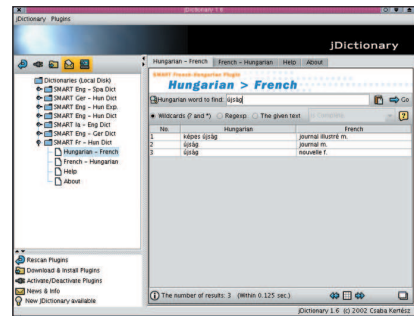 jDictionary 1.6
jDictionary Plugins
jDictionary
Dictionaries (Local Disk)
SMART Eng - Spa Dict
SMART Ger - Hun Dict
SMART Eng - Hun Dict
SMART Eng - Hun Exp.
SMART Ita - Eng Dict
SMART Eng - Ger Dict
SMART Fr - Hun Dict
Hungarian - French
French - Hungarian
Help
About
Rescan Plugins
Download & Install Plugins
Activate/Deactivate Plugins
News & Info
New jDictionary available
Hungarian - French French - Hungarian Help About
SMART French-Hungarian Plugin
Hungarian > French
Hungarian word to find: újság Go
Wildcards (? and *) Regexp. The given text
No. Hungarian French
1 képes újság journal illustré m.
2 újság journal m.
3 újság nouvelle f.
The number of results: 3 (Within 0.125 sec.)
jDictionary 1.6 (c) 2002 Csaba Kertész